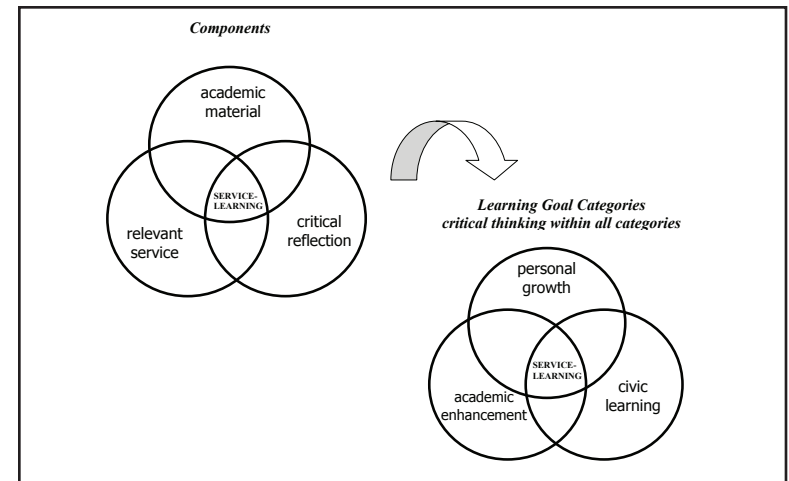 Components
academic
material
SERVICE-
LEARNING
relevant
service
critical
reflection
Learning Goal Categories
critical thinking within all categories
personal
growth
SERVICE-
LEARNING
academic
enhancement
civic
learning